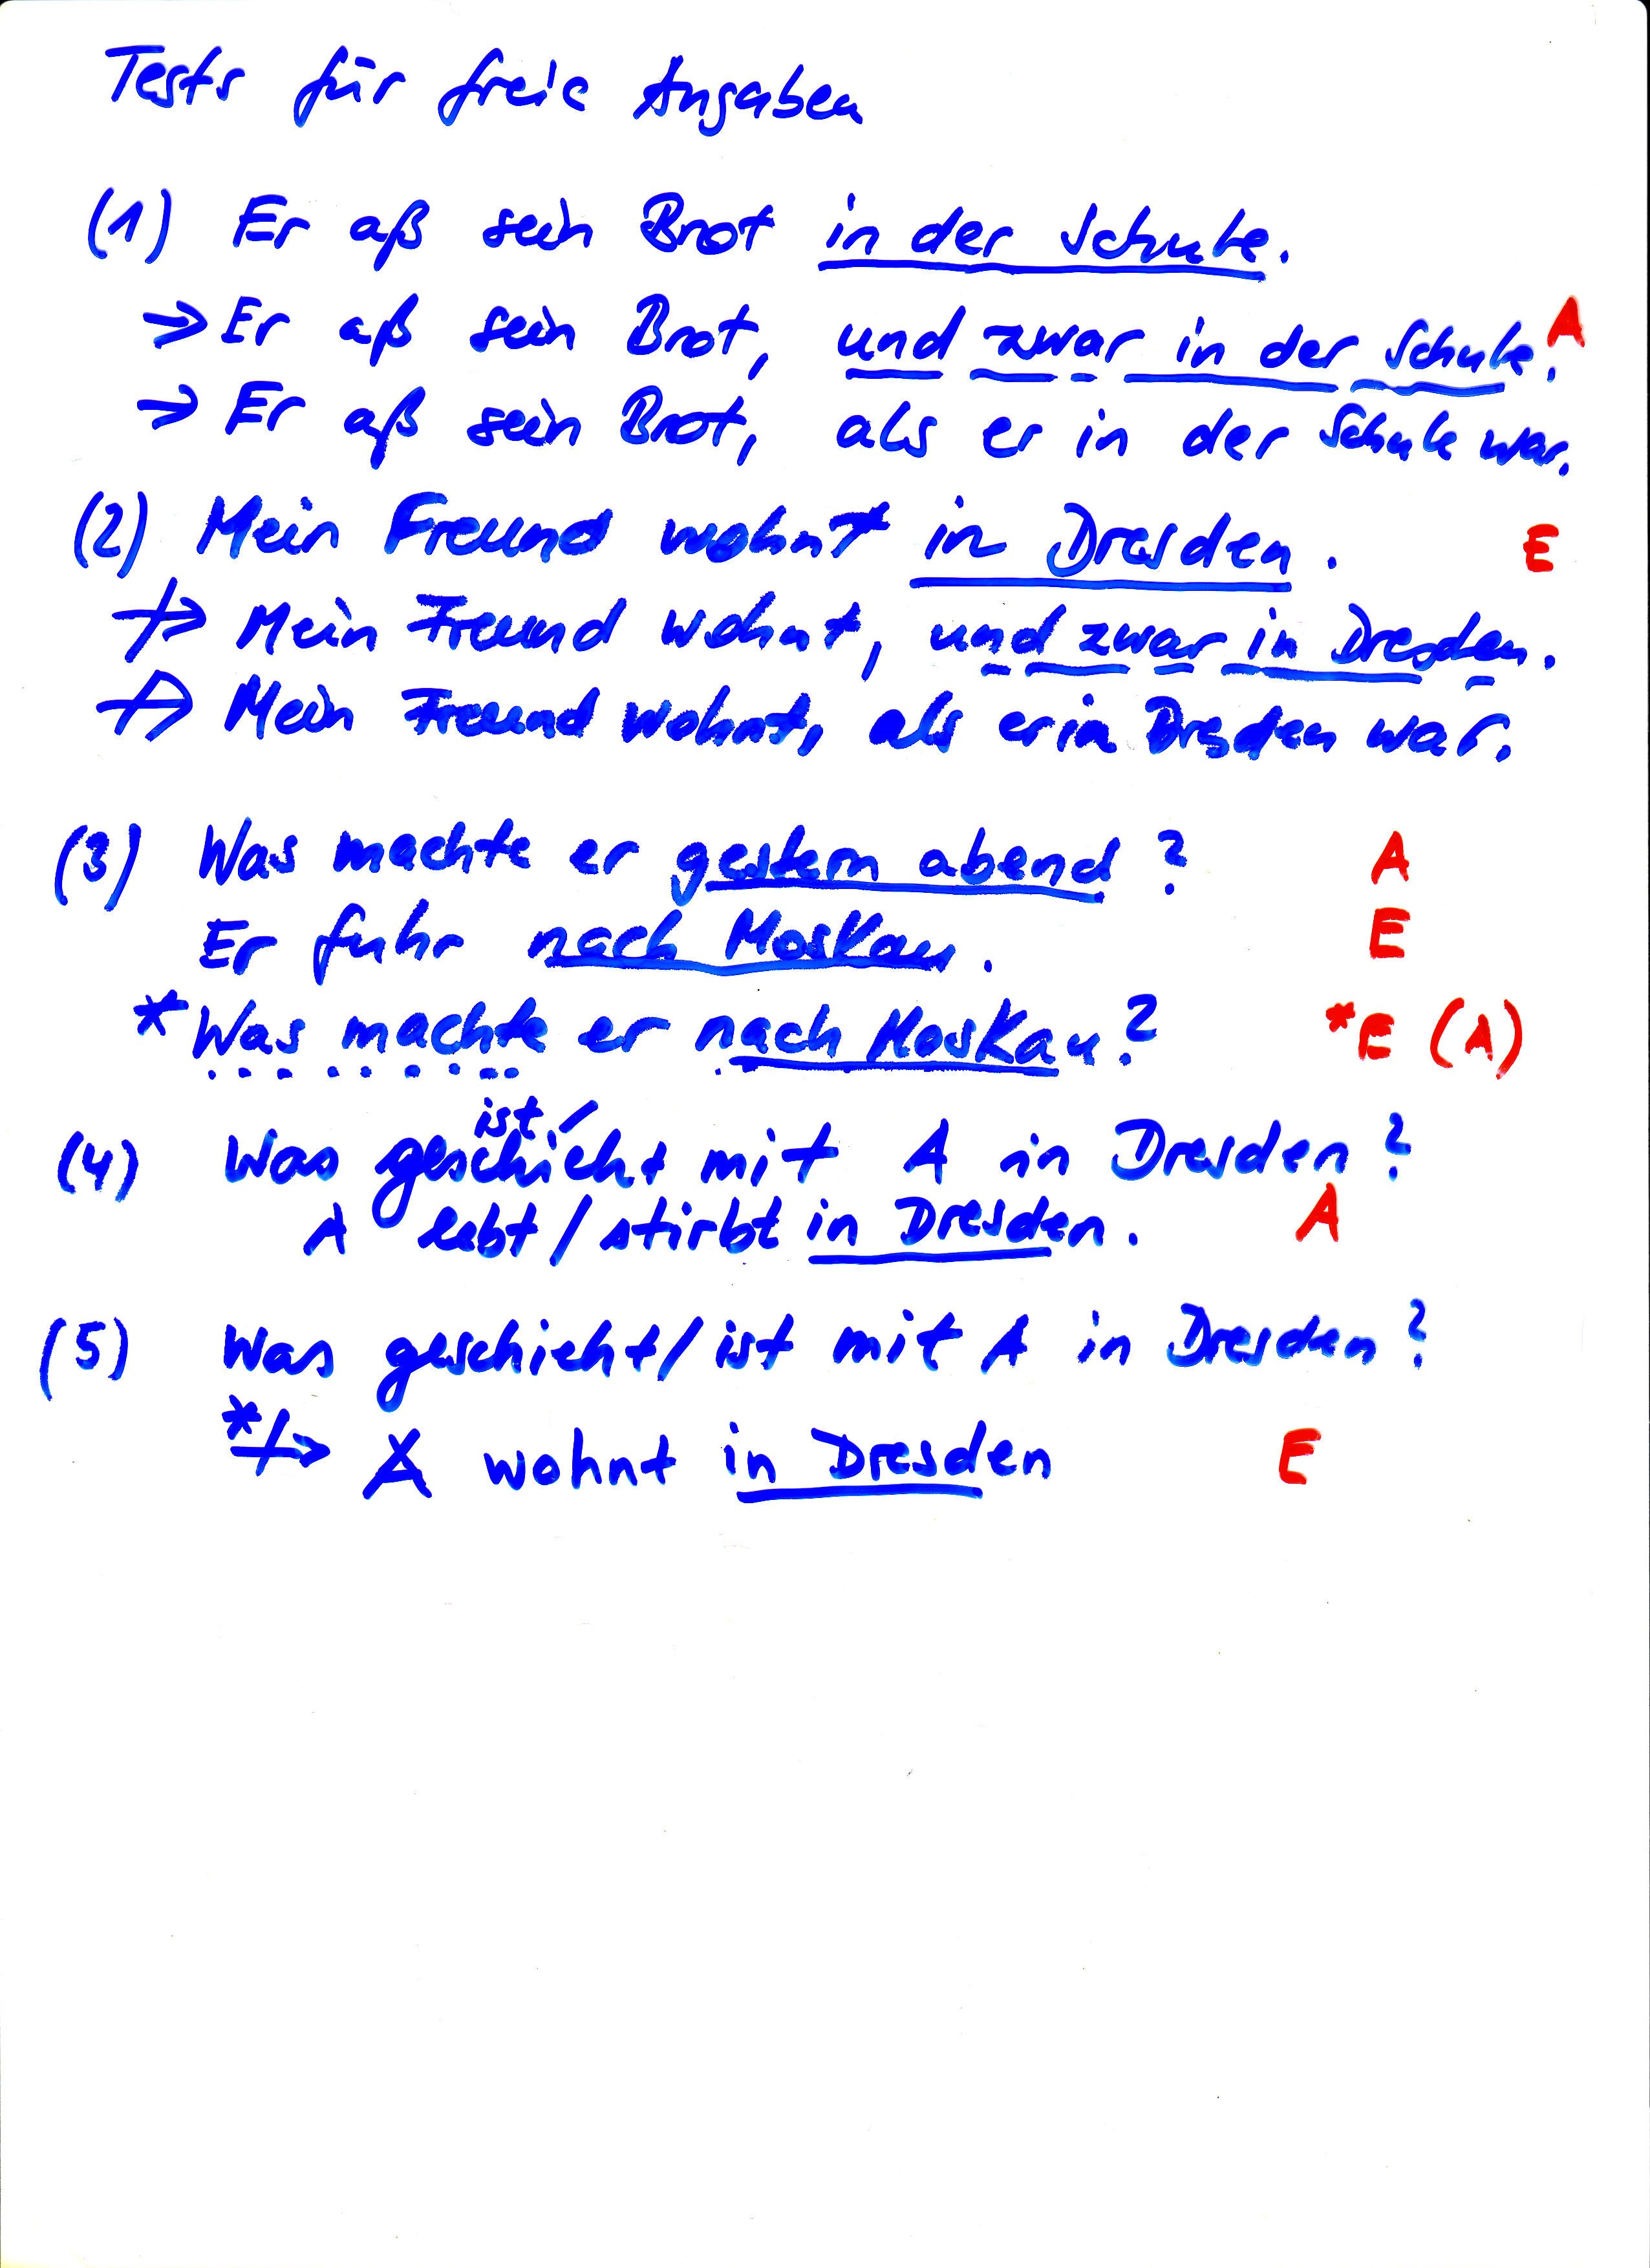 Tests für freie Angaben
(1) Er aß sein Brot in der Schule.
→ Er aß sein Brot, und zwar in der Schule. A
→ Er aß sein Brot, als er in der Schule war.
(2) Mein Freund wohnt in Dresden. E
↛ Mein Freund wohnt, und zwar in Dresden.
↛ Mein Freund wohnt, als er in Dresden war.
(3) Was machte er gestern abend? A
Er fuhr nach Moskau. E
*Was machte er nach Moskau? *E (A)
ist/
(4) Was geschieht mit A in Dresden?
A lebt/stirbt in Dresden. A
(5) Was geschieht/ist mit A in Dresden?
*↛ A wohnt in Dresden E